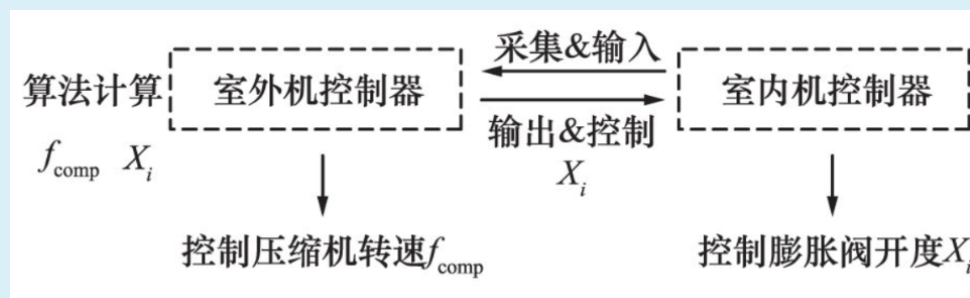 采集&输入
算法计算 室外机控制器 室内机控制器
输出&控制
f_comp X_i X_i
控制压缩机转速f_comp 控制膨胀阀开度X_i